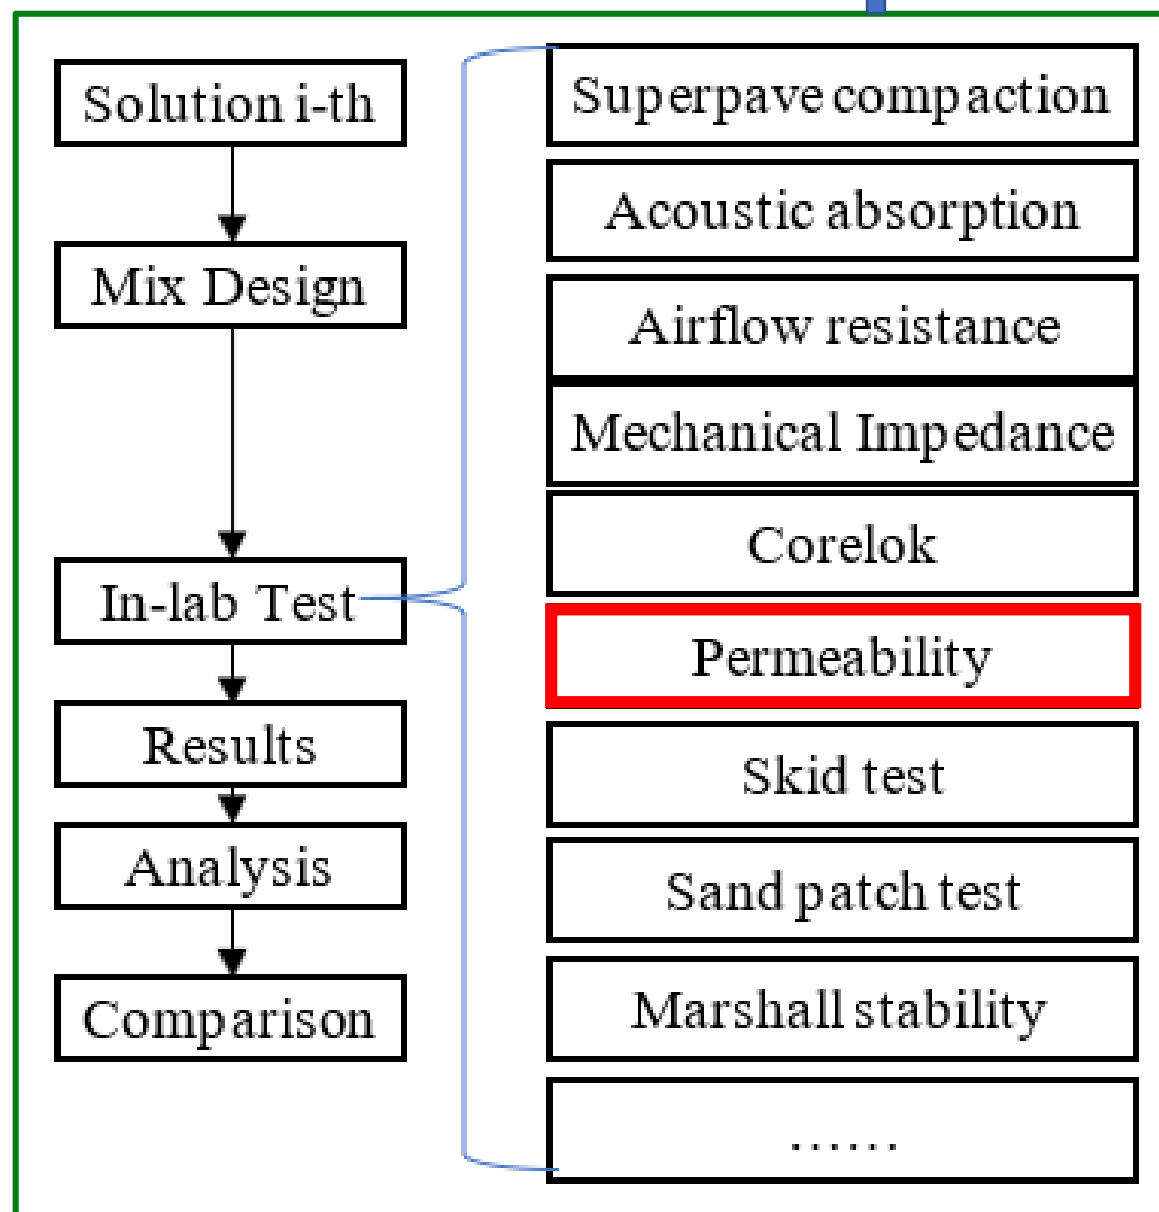 Solution i-th
Mix Design
In-lab Test
Results
Analysis
Comparison
Superpave compaction
Acoustic absorption
Airflow resistance
Mechanical Impedance
Corelok
Permeability
Skid test
Sand patch test
Marshall stability
……